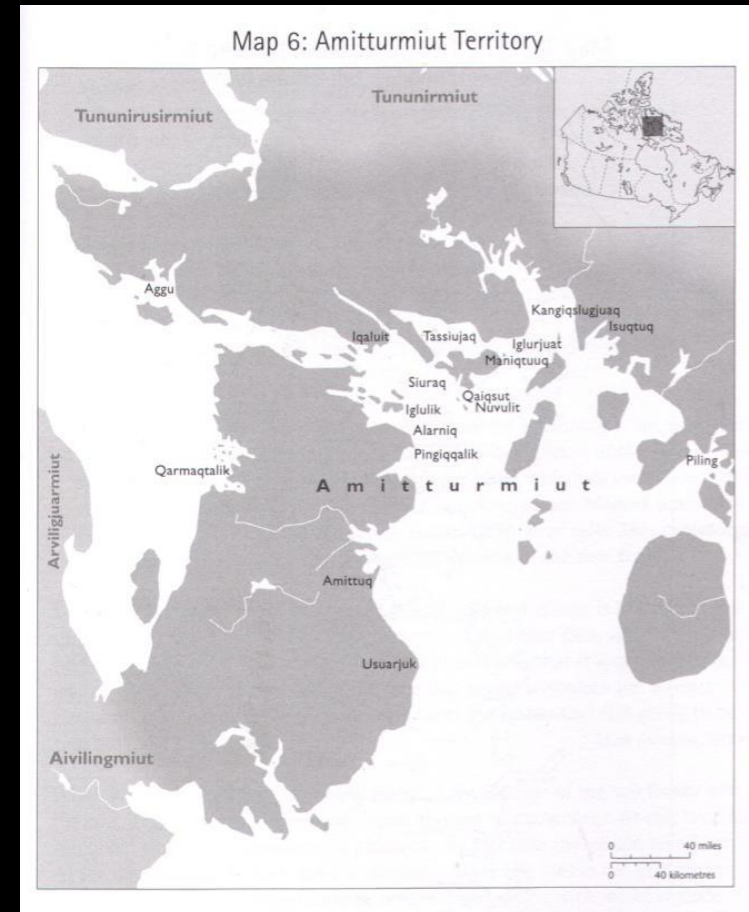 Map 6: Amitturmiut Territory
Tununirusirmiut
Tununirmiut
Aggu
Kangiqslugjuaq
Isuqtuq
Iqaluit
Tassiujaq
Iglurjuat
Maniqtuuq
Siuraq
Qaiqsut
Iglulik
Nuvulit
Alarniq
Pingiqqalik
Piling
Qarmaqtalik
Amitturmiut
Arviligjuarmiut
Amittuq
Usuarjuk
Aivilingmiut
0 40 miles
0 40 kilometres